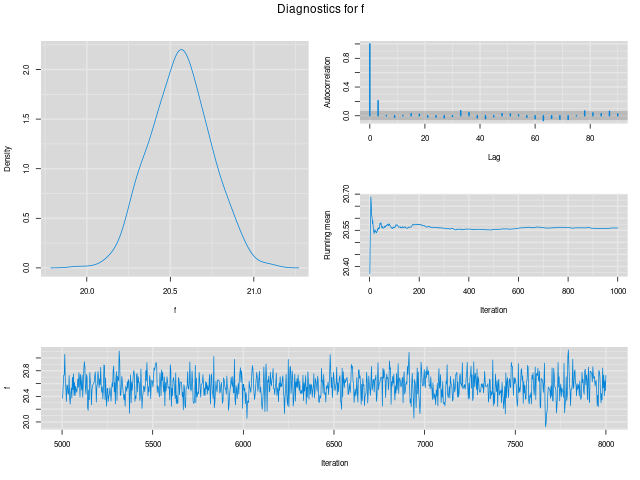 Diagnostics for f
Density
0.0 0.5 1.0 1.5 2.0
20.0 20.5 21.0
f
Autocorrelation
0.0 0.4 0.8
0 20 40 60 80
Lag
Running mean
20.40 20.55 20.70
0 200 400 600 800 1000
Iteration
f
20.0 20.4 20.8
5000 5500 6000 6500 7000 7500 8000
Iteration